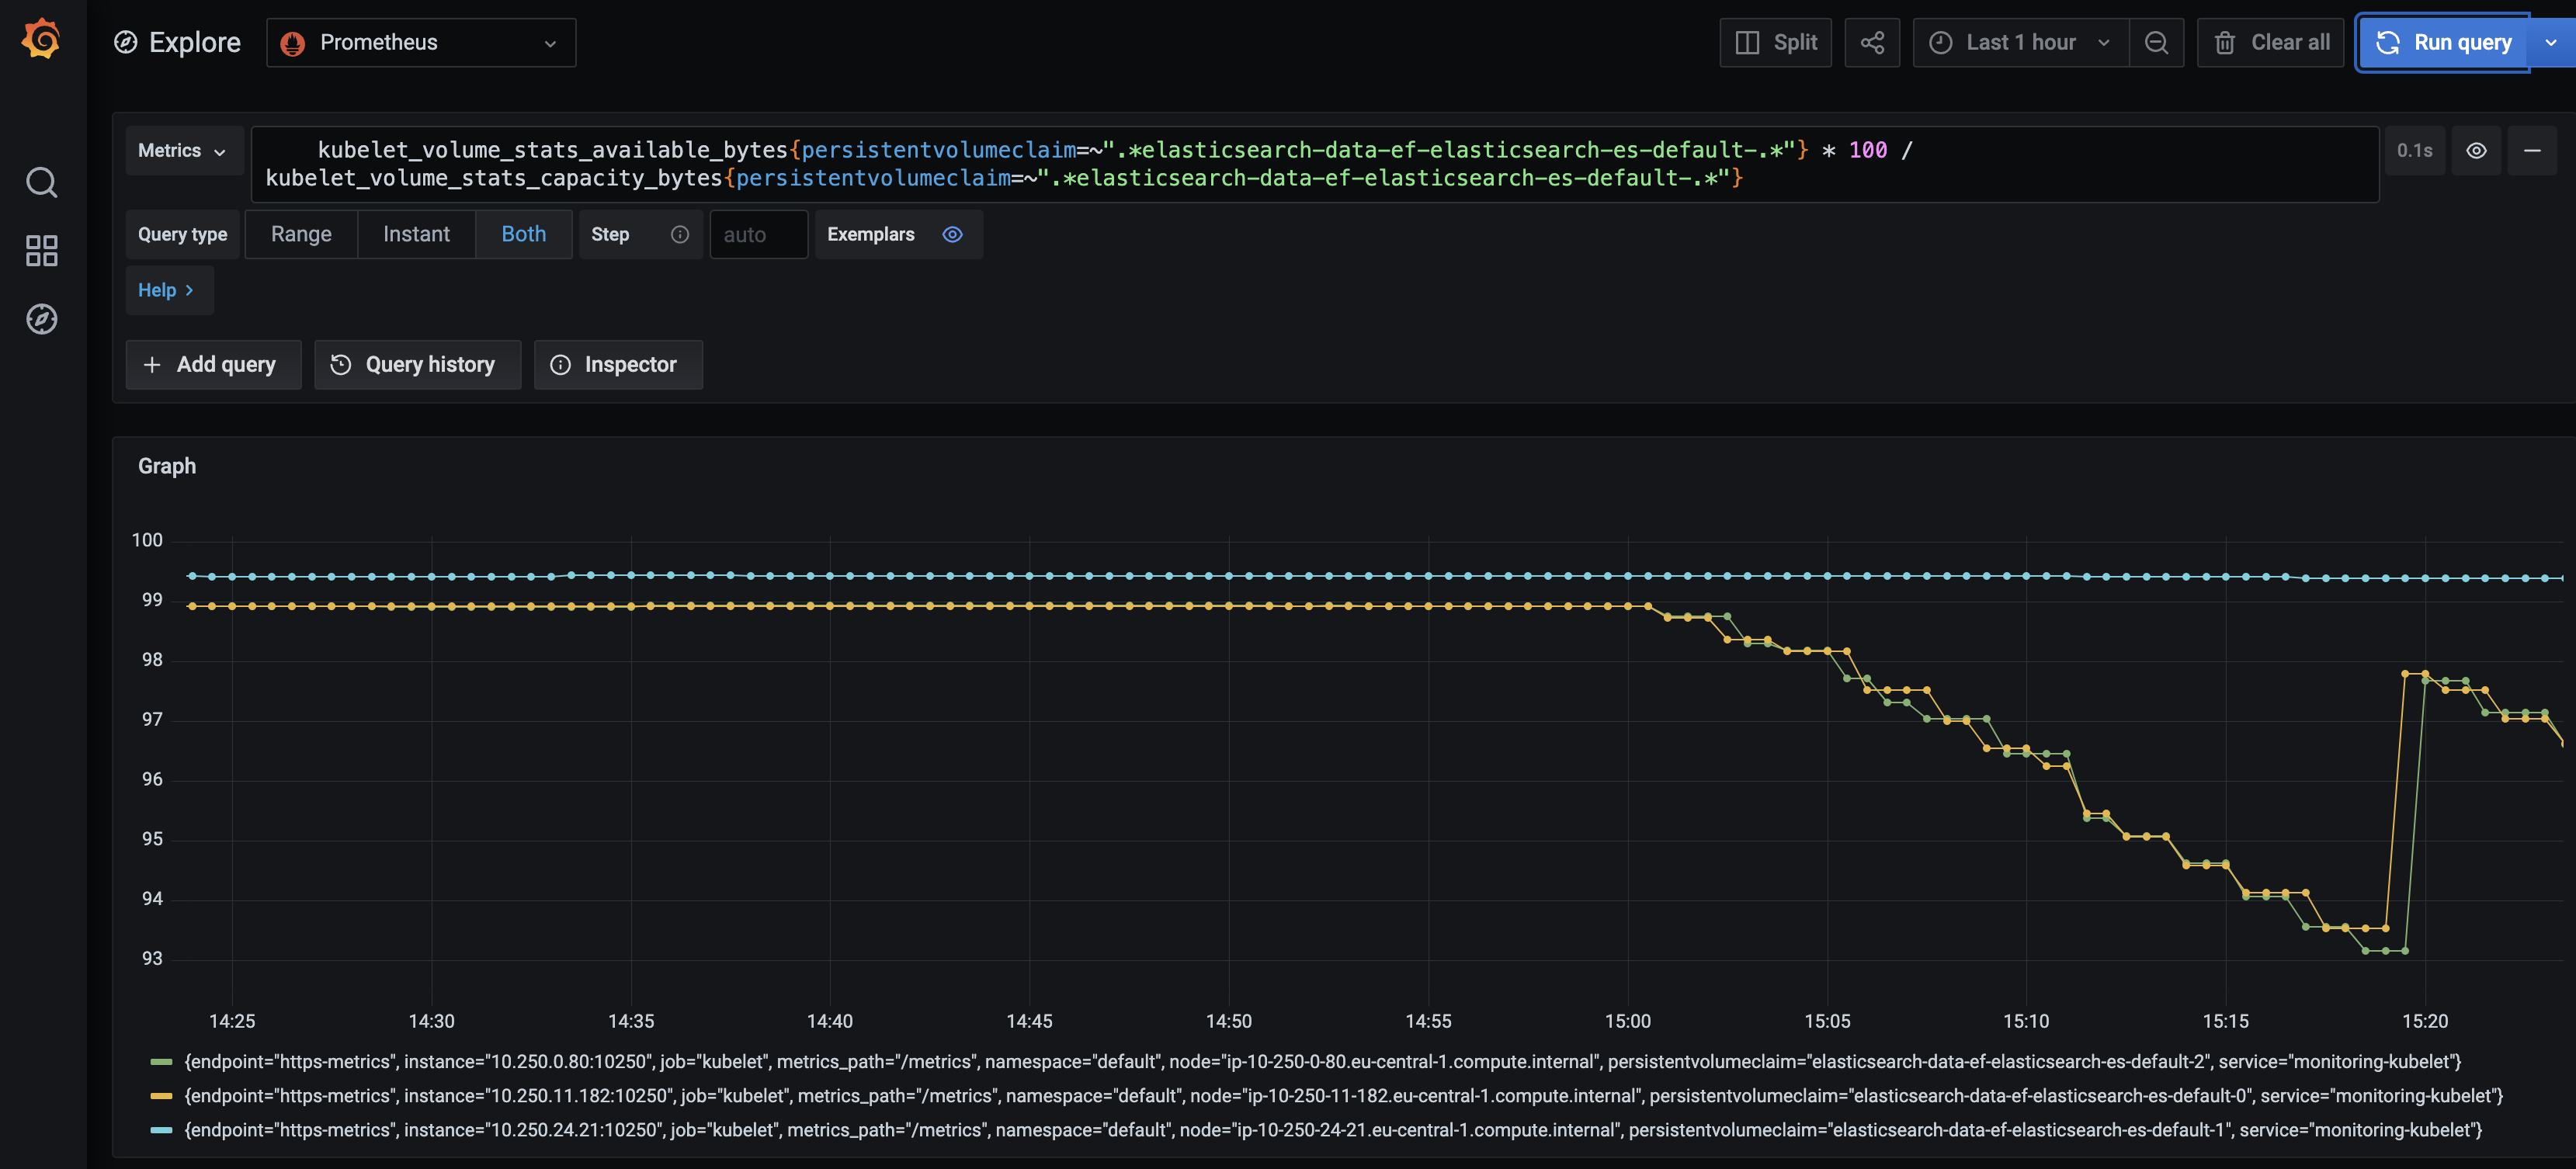 Explore
Prometheus
Split
Last 1 hour
Clear all
Run query
Metrics
kubelet_volume_stats_available_bytes{persistentvolumeclaim=~".*elasticsearch-data-ef-elasticsearch-es-default-.*"} * 100 /
kubelet_volume_stats_capacity_bytes{persistentvolumeclaim=~".*elasticsearch-data-ef-elasticsearch-es-default-.*"}
0.1s
Query type
Range
Instant
Both
Step
auto
Exemplars
Help >
+ Add query
Query history
Inspector
Graph
100
99
98
97
96
95
94
93
14:25
14:30
14:35
14:40
14:45
14:50
14:55
15:00
15:05
15:10
15:15
15:20
{endpoint="https-metrics", instance="10.250.0.80:10250", job="kubelet", metrics_path="/metrics", namespace="default", node="ip-10-250-0-80.eu-central-1.compute.internal", persistentvolumeclaim="elasticsearch-data-ef-elasticsearch-es-default-2", service="monitoring-kubelet"}
{endpoint="https-metrics", instance="10.250.11.182:10250", job="kubelet", metrics_path="/metrics", namespace="default", node="ip-10-250-11-182.eu-central-1.compute.internal", persistentvolumeclaim="elasticsearch-data-ef-elasticsearch-es-default-0", service="monitoring-kubelet"}
{endpoint="https-metrics", instance="10.250.24.21:10250", job="kubelet", metrics_path="/metrics", namespace="default", node="ip-10-250-24-21.eu-central-1.compute.internal", persistentvolumeclaim="elasticsearch-data-ef-elasticsearch-es-default-1", service="monitoring-kubelet"}